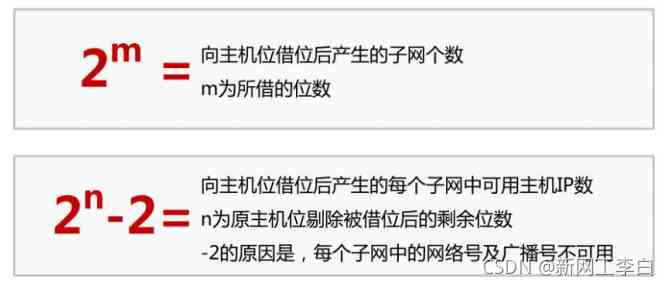 2^m =
向主机位借位后产生的子网个数
m为所借的位数
2^n-2=
向主机位借位后产生的每个子网中可用主机IP数
n为原主机位剔除被借位后的剩余位数
-2的原因是，每个子网中的网络号及广播号不可用
CSDN @新网工李白